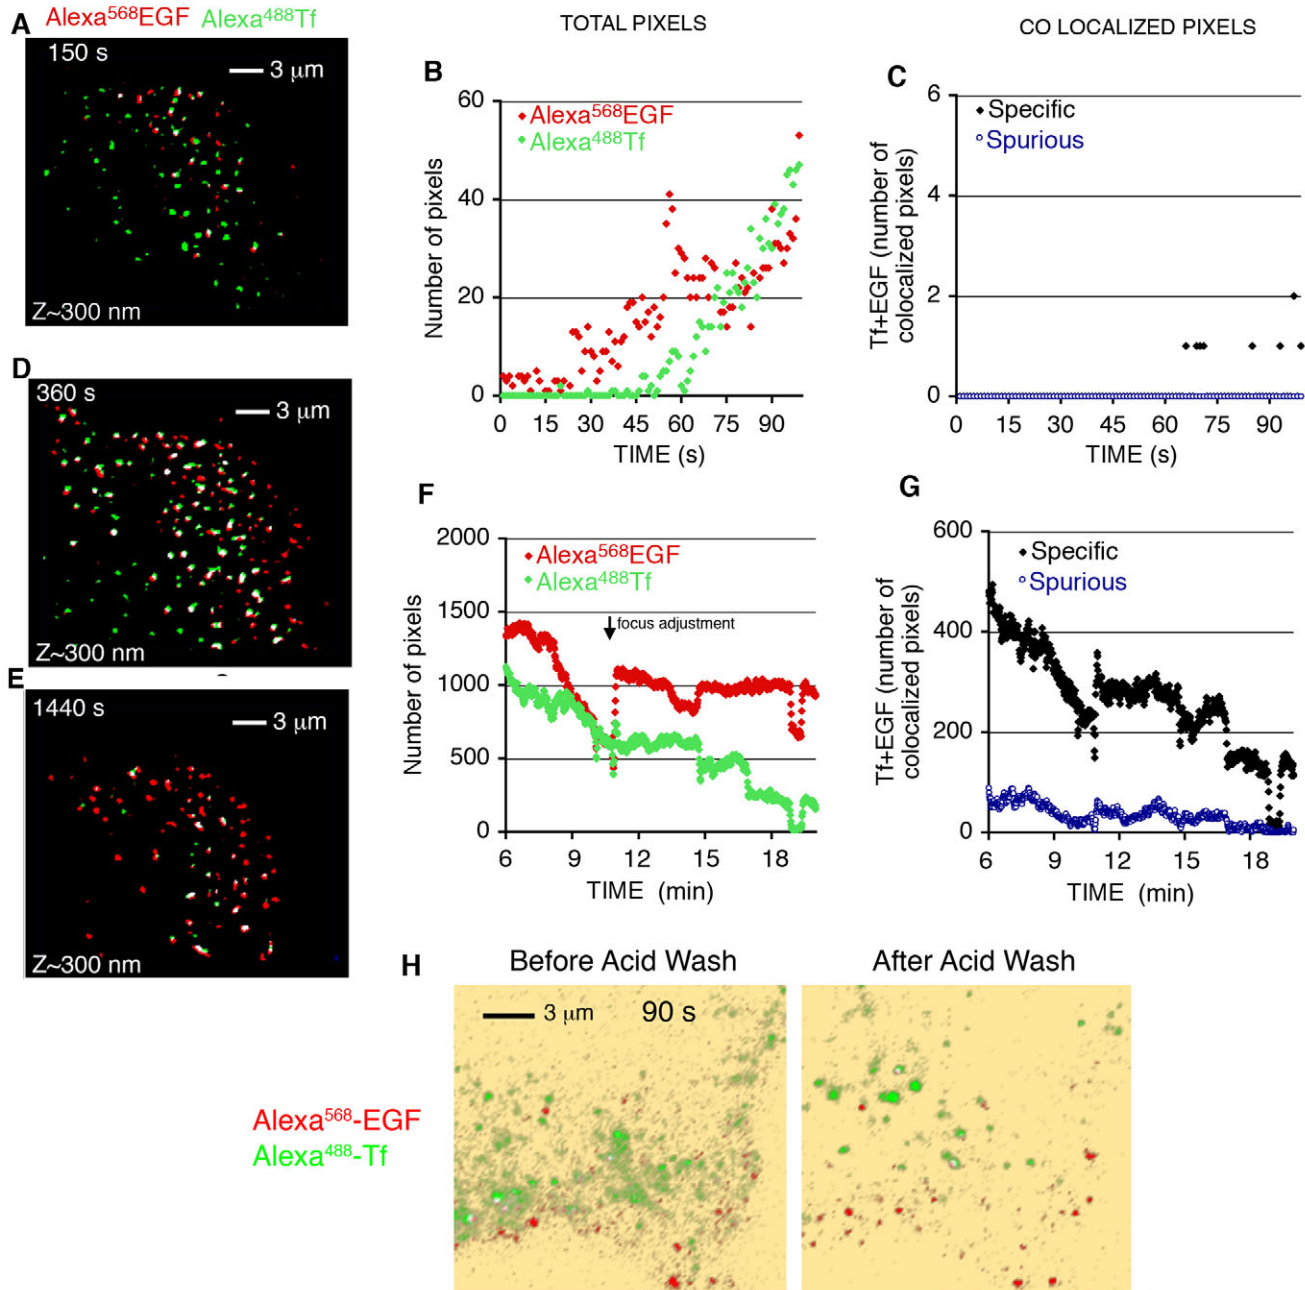 A
Alexa568EGF Alexa488Tf
150 s
3 μm
Z~300 nm
TOTAL PIXELS
B
60
40
20
0
Number of pixels
Alexa568EGF
Alexa488Tf
0 15 30 45 60 75 90
TIME (s)
CO LOCALIZED PIXELS
C
6
4
2
0
Tf+EGF (number of
colocalized pixels)
Specific
Spurious
0 15 30 45 60 75 90
TIME (s)
D
360 s
3 μm
Z~300 nm
E
1440 s
3 μm
Z~300 nm
F
2000
1500
1000
500
0
Number of pixels
Alexa568EGF
Alexa488Tf
focus adjustment
6 9 12 15 18
TIME (min)
G
600
400
200
0
Tf+EGF (number of
colocalized pixels)
Specific
Spurious
6 9 12 15 18
TIME (min)
H
Before Acid Wash
After Acid Wash
3 μm
90 s
Alexa568-EGF
Alexa488-Tf